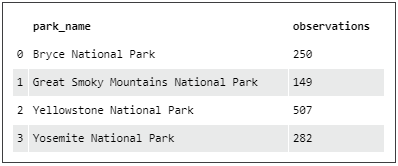 park_name observations
0 Bryce National Park 250
1 Great Smoky Mountains National Park 149
2 Yellowstone National Park 507
3 Yosemite National Park 282